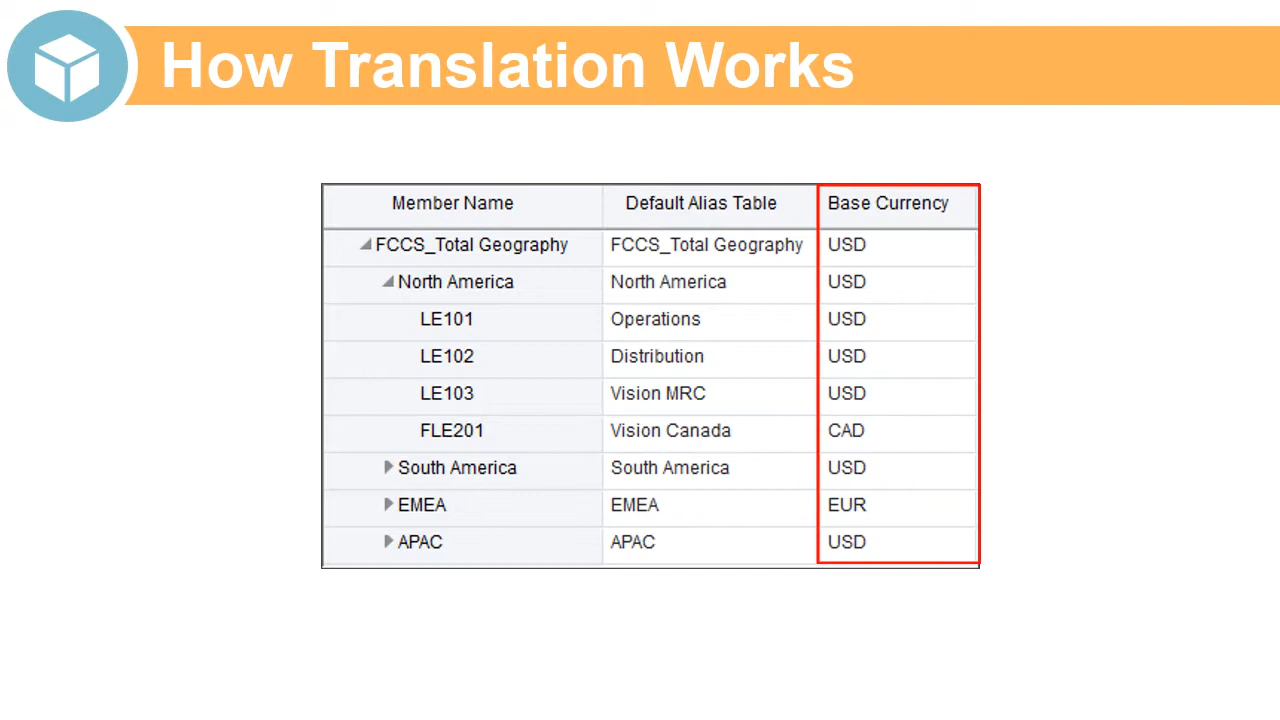 How Translation Works
Member Name Default Alias Table Base Currency
FCCS_Total Geography FCCS_Total Geography USD
North America North America USD
LE101 Operations USD
LE102 Distribution USD
LE103 Vision MRC USD
FLE201 Vision Canada CAD
South America South America USD
EMEA EMEA EUR
APAC APAC USD